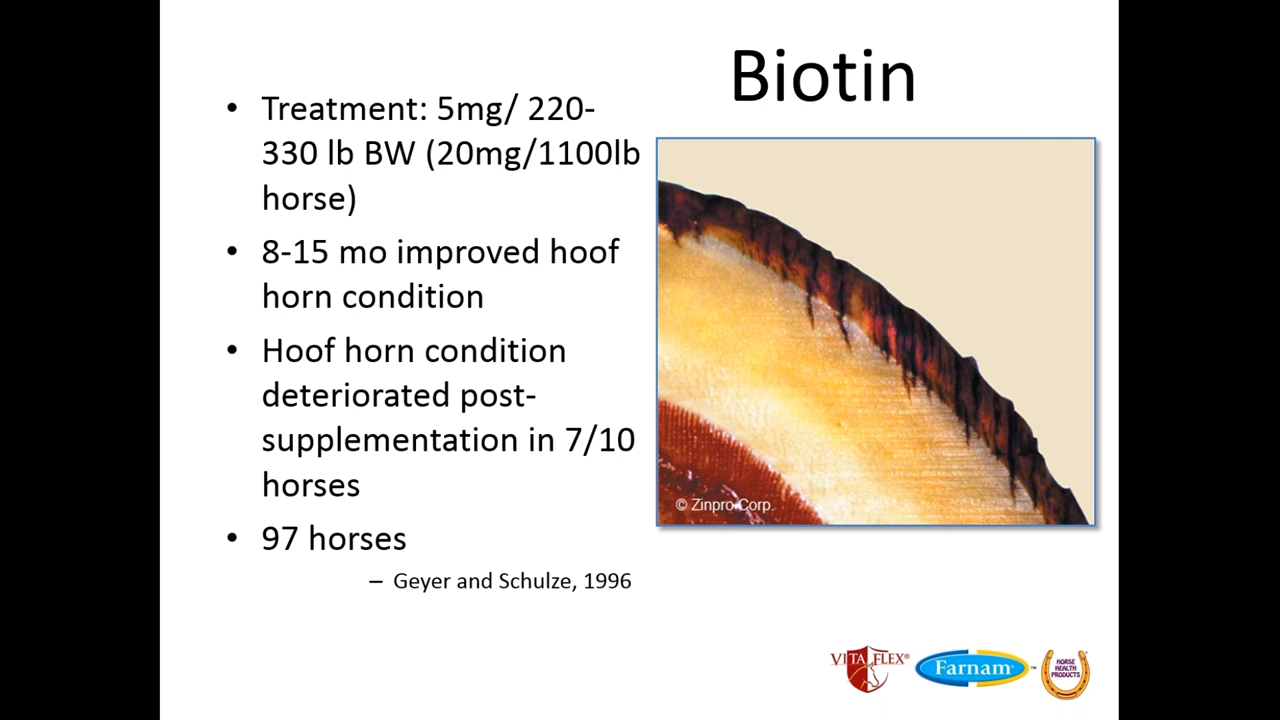 Biotin
• Treatment: 5mg/ 220-
330 lb BW (20mg/1100lb
horse)
• 8-15 mo improved hoof
horn condition
• Hoof horn condition
deteriorated post-
supplementation in 7/10
horses
• 97 horses
– Geyer and Schulze, 1996
© Zinpro Corp.
VITA FLEX®
Farnam™
HORSE
HEALTH
PRODUCTS